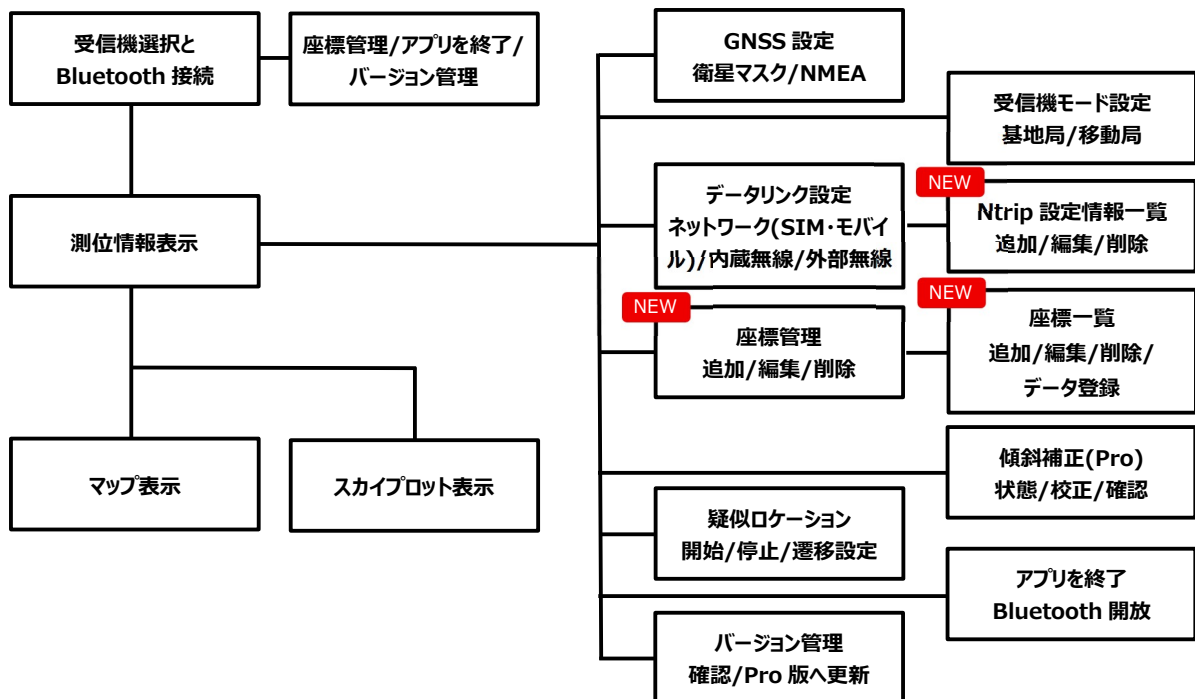 受信機選択と
Bluetooth 接続
座標管理/アプリを終了/
バージョン管理
測位情報表示
マップ表示
スカイプロット表示
GNSS 設定
衛星マスク/NMEA
受信機モード設定
基地局/移動局
データリンク設定
ネットワーク(SIM・モバイ
ル)/内蔵無線/外部無線
NEW
Ntrip 設定情報一覧
追加/編集/削除
NEW
座標管理
追加/編集/削除
NEW
座標一覧
追加/編集/削除/
データ登録
傾斜補正(Pro)
状態/校正/確認
疑似ロケーション
開始/停止/遷移設定
アプリを終了
Bluetooth 開放
バージョン管理
確認/Pro 版へ更新